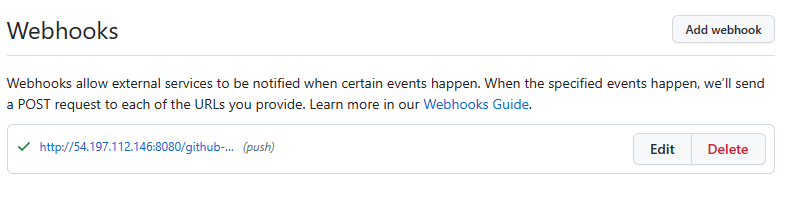 Webhooks
Add webhook
Webhooks allow external services to be notified when certain events happen. When the specified events happen, we’ll send
a POST request to each of the URLs you provide. Learn more in our Webhooks Guide.
http://54.197.112.146:8080/github-... (push)
Edit
Delete